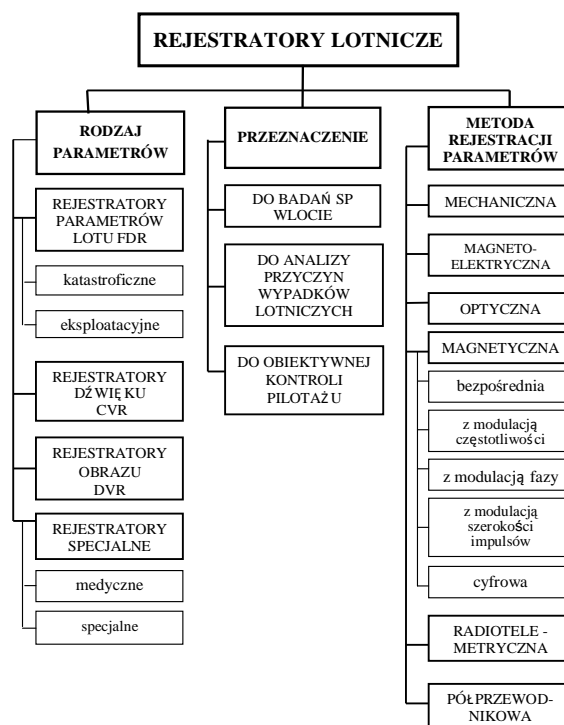 REJESTRATORY LOTNICZE
RODZAJ
PARAMETRÓW
REJESTRATORY
PARAMETRÓW
LOTU FDR
katastroficzne
eksploatacyjne
REJESTRATORY
DŹWIĘKU
CVR
REJESTRATORY
OBRAZU
DVR
REJESTRATORY
SPECJALNE
medyczne
specjalne
PRZEZNACZENIE
DO BADAŃ SP
WLOCIE
DO ANALIZY
PRZYCZYN
WYPADKÓW
LOTNICZYCH
DO OBIEKTYWNEJ
KONTROLI
PILOTAŻU
METODA
REJESTRACJI
PARAMETRÓW
MECHANICZNA
MAGNETO-
ELEKTRYCZNA
OPTYCZNA
MAGNETYCZNA
bezpośrednia
z modulacją
częstotliwości
z modulacją fazy
z modulacją
szerokości
impulsów
cyfrowa
RADIOTELE -
METRYCZNA
PÓŁPRZEWOD-
NIKOWA